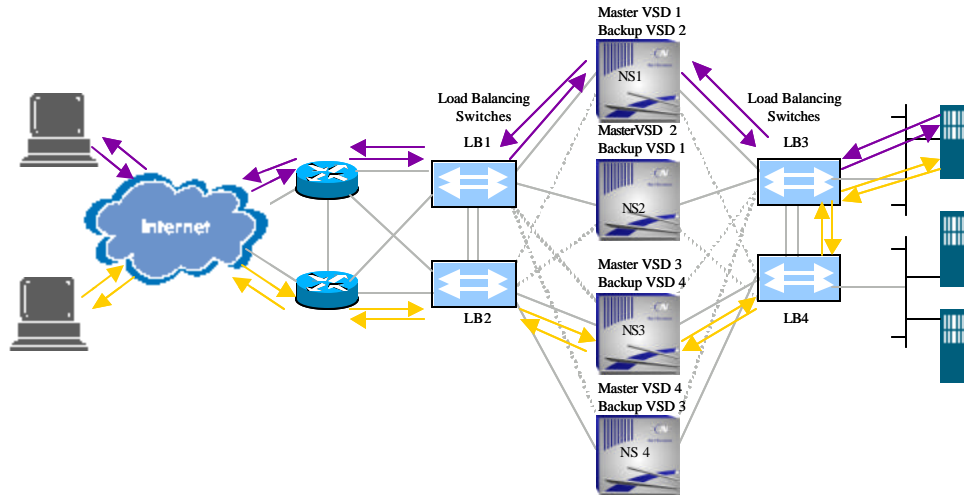 Master VSD 1
Backup VSD 2
NS1
Load Balancing
Switches
LB1
Load Balancing
Switches
LB3
MasterVSD 2
Backup VSD 1
NS2
Internet
Master VSD 3
Backup VSD 4
NS3
LB2
LB4
Master VSD 4
Backup VSD 3
NS 4